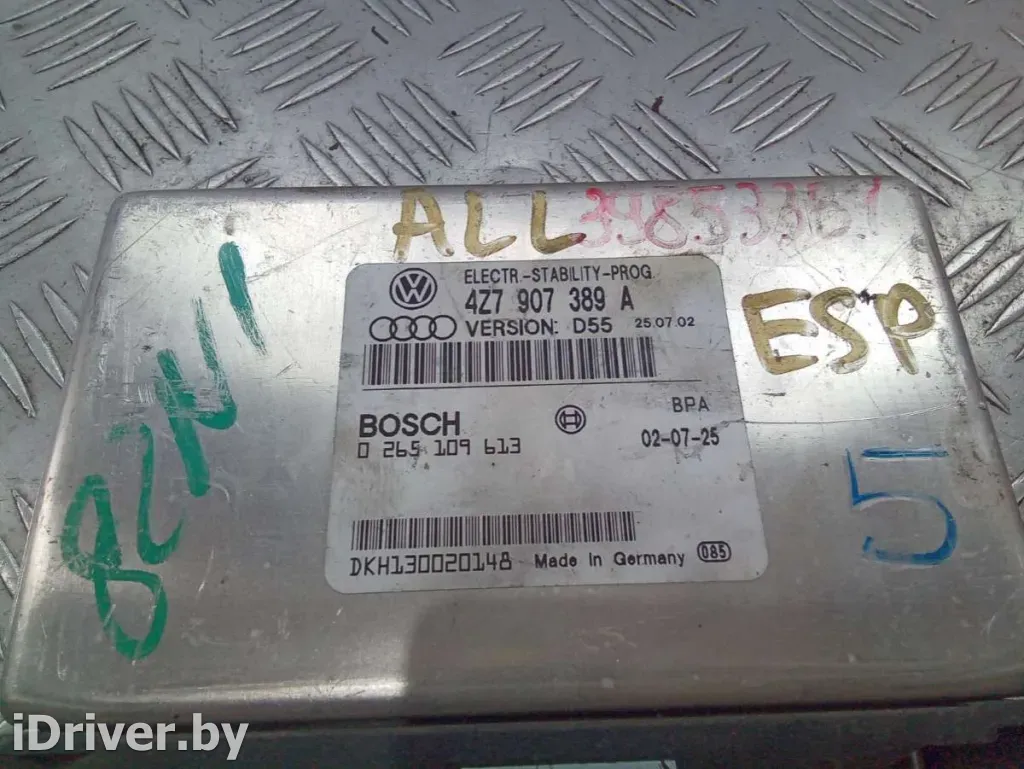 ALL
ELECTR.-STABILITY-PROG.
4Z7 907 389 A
VERSION: D55 25.07.02
ESP
BOSCH
BPA
0 265 109 613
02-07-25
5
DKH130020148 Made In Germany 085
iDriver.by